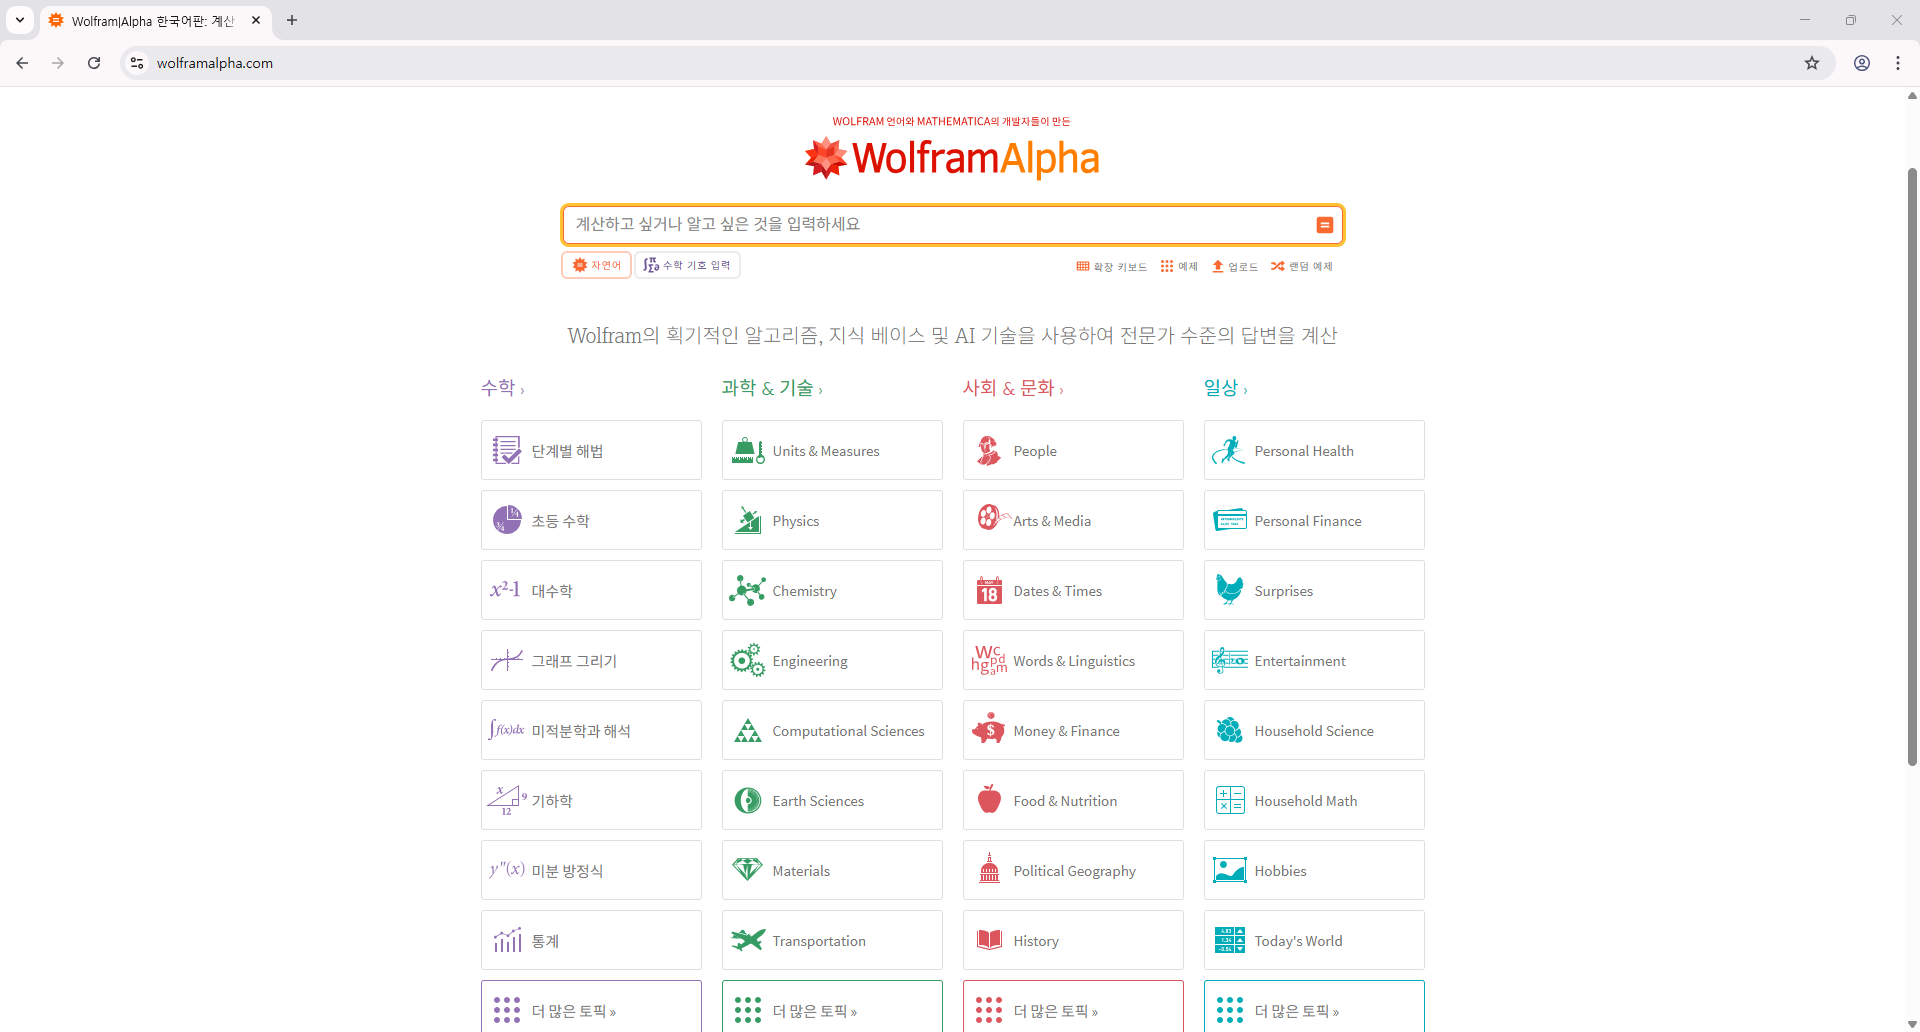 Wolfram|Alpha 한국어판: 계산
wolframalpha.com
WOLFRAM 언어와 MATHEMATICA의 개발자들이 만든
WolframAlpha
계산하고 싶거나 알고 싶은 것을 입력하세요
자연어 수학 기호 입력 확장 키보드 예제 업로드 랜덤 예제
Wolfram의 획기적인 알고리즘, 지식 베이스 및 AI 기술을 사용하여 전문가 수준의 답변을 계산
수학 › 과학 & 기술 › 사회 & 문화 › 일상 ›
단계별 해법 Units & Measures People Personal Health
초등 수학 Physics Arts & Media Personal Finance
x²-1 대수학 Chemistry MAY 18 Dates & Times Surprises
그래프 그리기 Engineering Words & Linguistics Entertainment
∫f(x)dx 미적분학과 해석 Computational Sciences $ Money & Finance Household Science
x 9 12 기하학 Earth Sciences Food & Nutrition Household Math
y″(x) 미분 방정식 Materials Political Geography Hobbies
통계 Transportation History Today's World
더 많은 토픽 » 더 많은 토픽 » 더 많은 토픽 » 더 많은 토픽 »